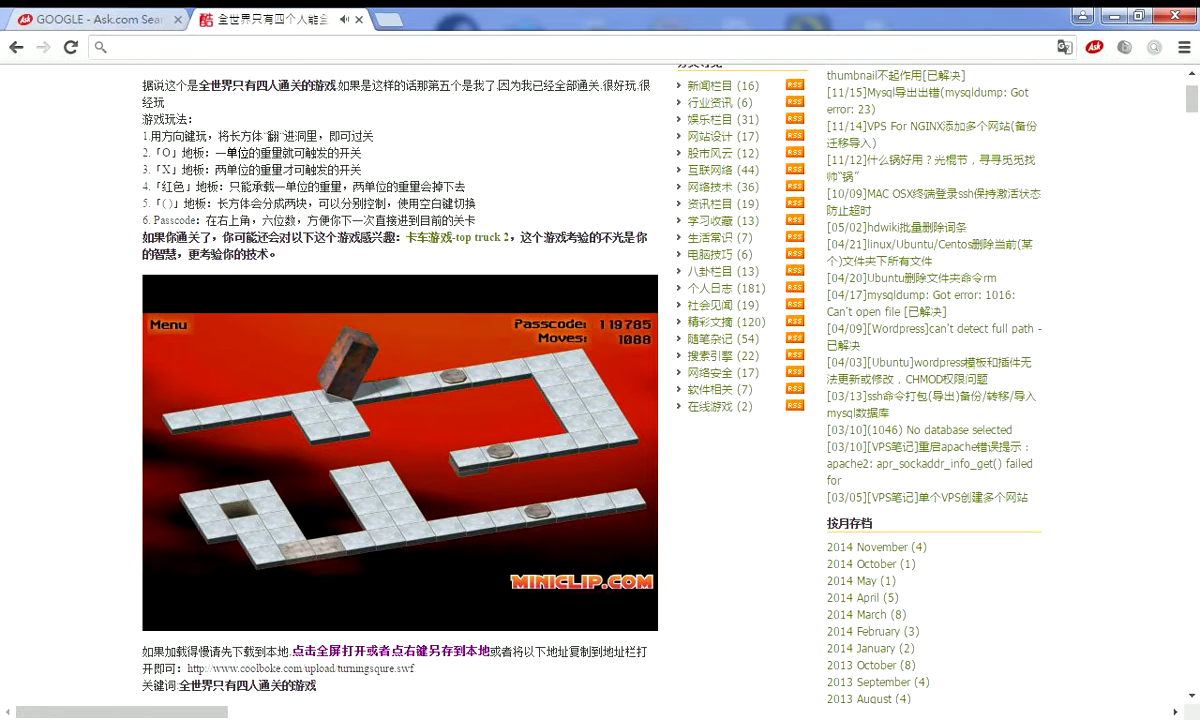 GOOGLE - Ask.com Sear
全世界只有四个人能全
据说这个是全世界只有四人通关的游戏.如果是这样的话那第五个是我了.因为我已经全部通关.很好玩.很
经玩
游戏玩法：
1.用方向键玩，将长方体"翻"进洞里，即可过关
2.「O」地板：一单位的重量就可触发的开关
3.「X」地板：两单位的重量才可触发的开关
4.「红色」地板：只能承载一单位的重量，两单位的重量会掉下去
5.「( )」地板：长方体会分成两块，可以分别控制，使用空白键切换
6. Passcode：在右上角，六位数，方便你下一次直接进到目前的关卡
如果你通关了，你可能还会对以下这个游戏感兴趣：卡车游戏-top truck 2，这个游戏考验的不光是你
的智慧，更考验你的技术。
Menu
Passcode: 119785
Moves: 1088
MINICLIP.COM
如果加载得慢请先下载到本地.点击全屏打开或者点右键另存到本地或者将以下地址复制到地址栏打
开即可：http://www.coolboke.com/upload/turningsqure.swf
关键词:全世界只有四人通关的游戏
新闻栏目 (16) RSS
行业资讯 (6) RSS
娱乐栏目 (31) RSS
网站设计 (17) RSS
股市风云 (12) RSS
互联网络 (44) RSS
网络技术 (36) RSS
资讯栏目 (19) RSS
学习收藏 (13) RSS
生活常识 (7) RSS
电脑技巧 (6) RSS
八卦栏目 (13) RSS
个人日志 (181) RSS
社会见闻 (19) RSS
精彩文摘 (120) RSS
随笔杂记 (54) RSS
搜索引擎 (22) RSS
网络安全 (17) RSS
软件相关 (7) RSS
在线游戏 (2) RSS
thumbnail不起作用[已解决]
[11/15]Mysql导出出错(mysqldump: Got
error: 23)
[11/14]VPS For NGINX添加多个网站(备份
迁移导入)
[11/12]什么锅好用？光棍节，寻寻觅觅找
帅"锅"
[10/09]MAC OSX终端登录ssh保持激活状态
防止超时
[05/02]hdwiki批量删除词条
[04/21]linux/Ubuntu/Centos删除当前(某
个)文件夹下所有文件
[04/20]Ubuntu删除文件夹命令rm
[04/17]mysqldump: Got error: 1016:
Can't open file [已解决]
[04/09][Wordpress]can't detect full path -
已解决
[04/03][Ubuntu]wordpress模板和插件无
法更新或修改，CHMOD权限问题
[03/13]ssh命令打包(导出)备份/转移/导入
mysql数据库
[03/10](1046) No database selected
[03/10][VPS笔记]重启apache错误提示：
apache2: apr_sockaddr_info_get() failed
for
[03/05][VPS笔记]单个VPS创建多个网站
按月存档
2014 November (4)
2014 October (1)
2014 May (1)
2014 April (5)
2014 March (8)
2014 February (3)
2014 January (2)
2013 October (8)
2013 September (4)
2013 August (4)